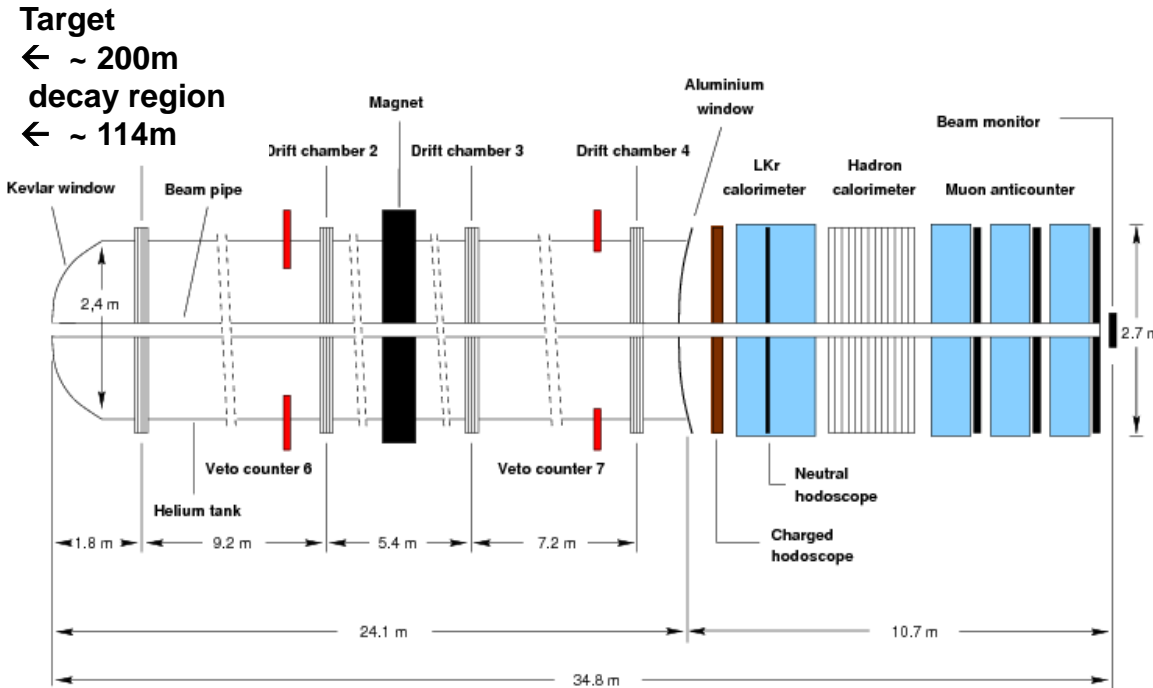 Target
← ~ 200m
decay region
← ~ 114m
Aluminium
window
Magnet
Beam monitor
Drift chamber 2
Drift chamber 3
Drift chamber 4
LKr
calorimeter
Hadron
calorimeter
Muon anticounter
Kevlar window
Beam pipe
2,4 m
2.7 m
Veto counter 6
Veto counter 7
Neutral
hodoscope
Helium tank
Charged
hodoscope
1.8 m
9.2 m
5.4 m
7.2 m
24.1 m
10.7 m
34.8 m